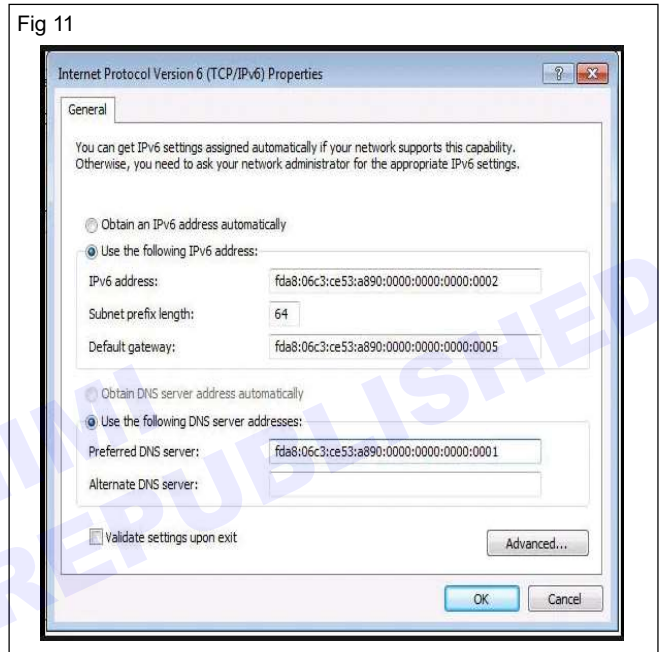 Fig 11
Internet Protocol Version 6 (TCP/IPv6) Properties
General
You can get IPv6 settings assigned automatically if your network supports this capability.
Otherwise, you need to ask your network administrator for the appropriate IPv6 settings.
Obtain an IPv6 address automatically
Use the following IPv6 address:
IPv6 address: fda8:06c3:ce53:a890:0000:0000:0000:0002
Subnet prefix length: 64
Default gateway: fda8:06c3:ce53:a890:0000:0000:0000:0005
Obtain DNS server address automatically
Use the following DNS server addresses:
Preferred DNS server: fda8:06c3:ce53:a890:0000:0000:0000:0001
Alternate DNS server:
Validate settings upon exit
Advanced...
OK Cancel
NIMI
REPUBLISHED